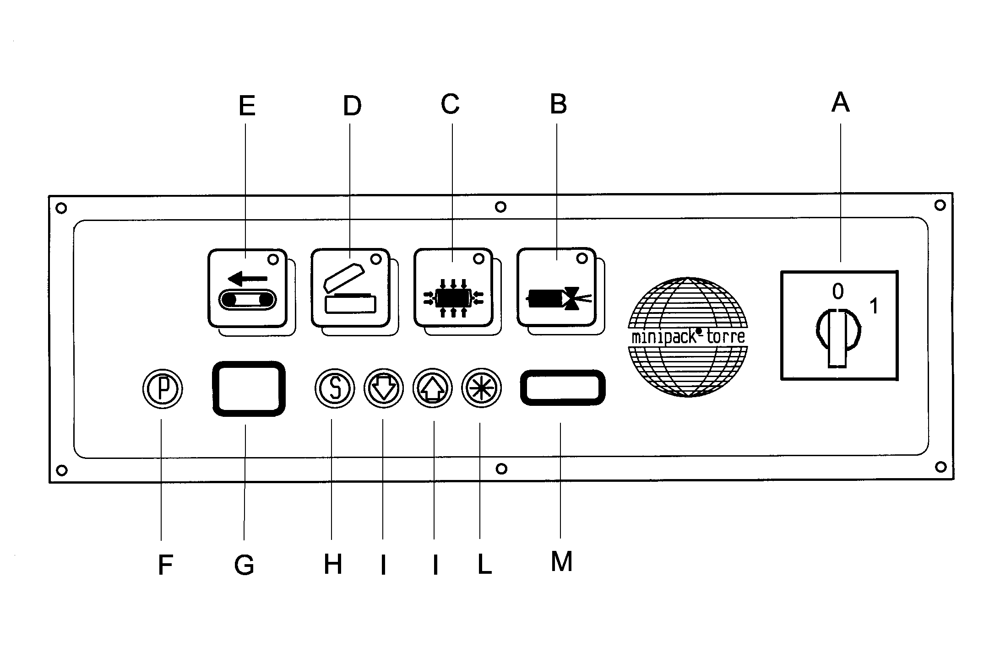 E D C B A
0
1
minipack-torre
P S
F G H I I L M